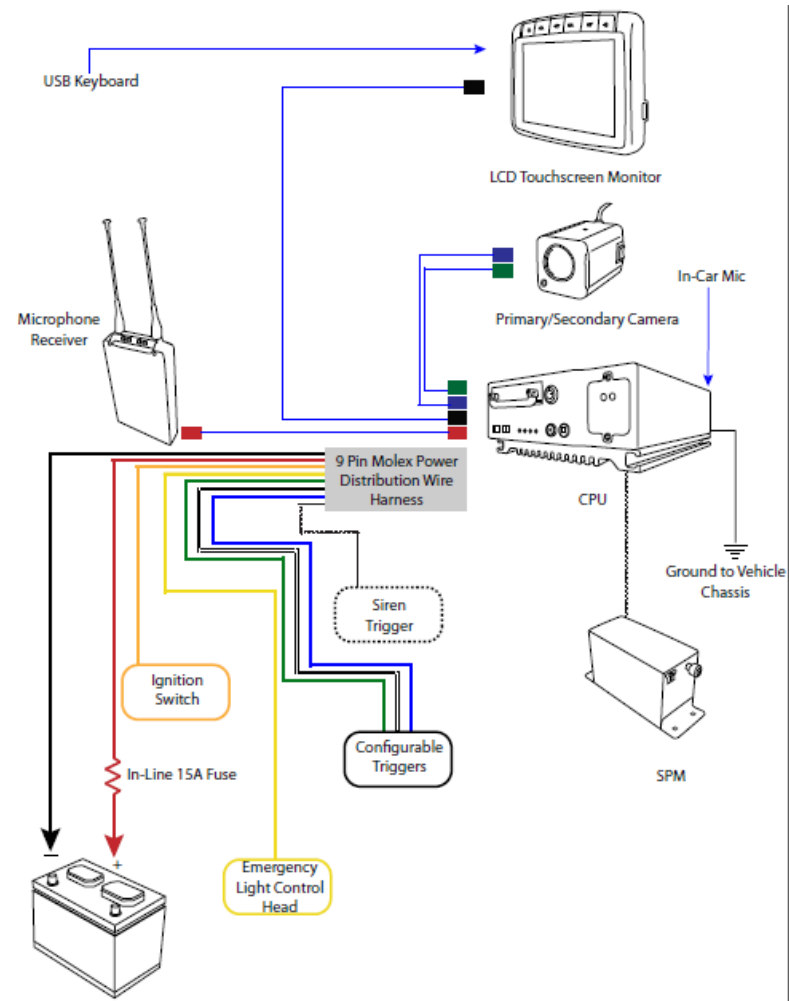 USB Keyboard
LCD Touchscreen Monitor
In-Car Mic
Primary/Secondary Camera
Microphone
Receiver
9 Pin Molex Power
Distribution Wire
Harness
CPU
Ground to Vehicle
Chassis
Siren
Trigger
Ignition
Switch
Configurable
Triggers
In-Line 15A Fuse
SPM
–
+
Emergency
Light Control
Head